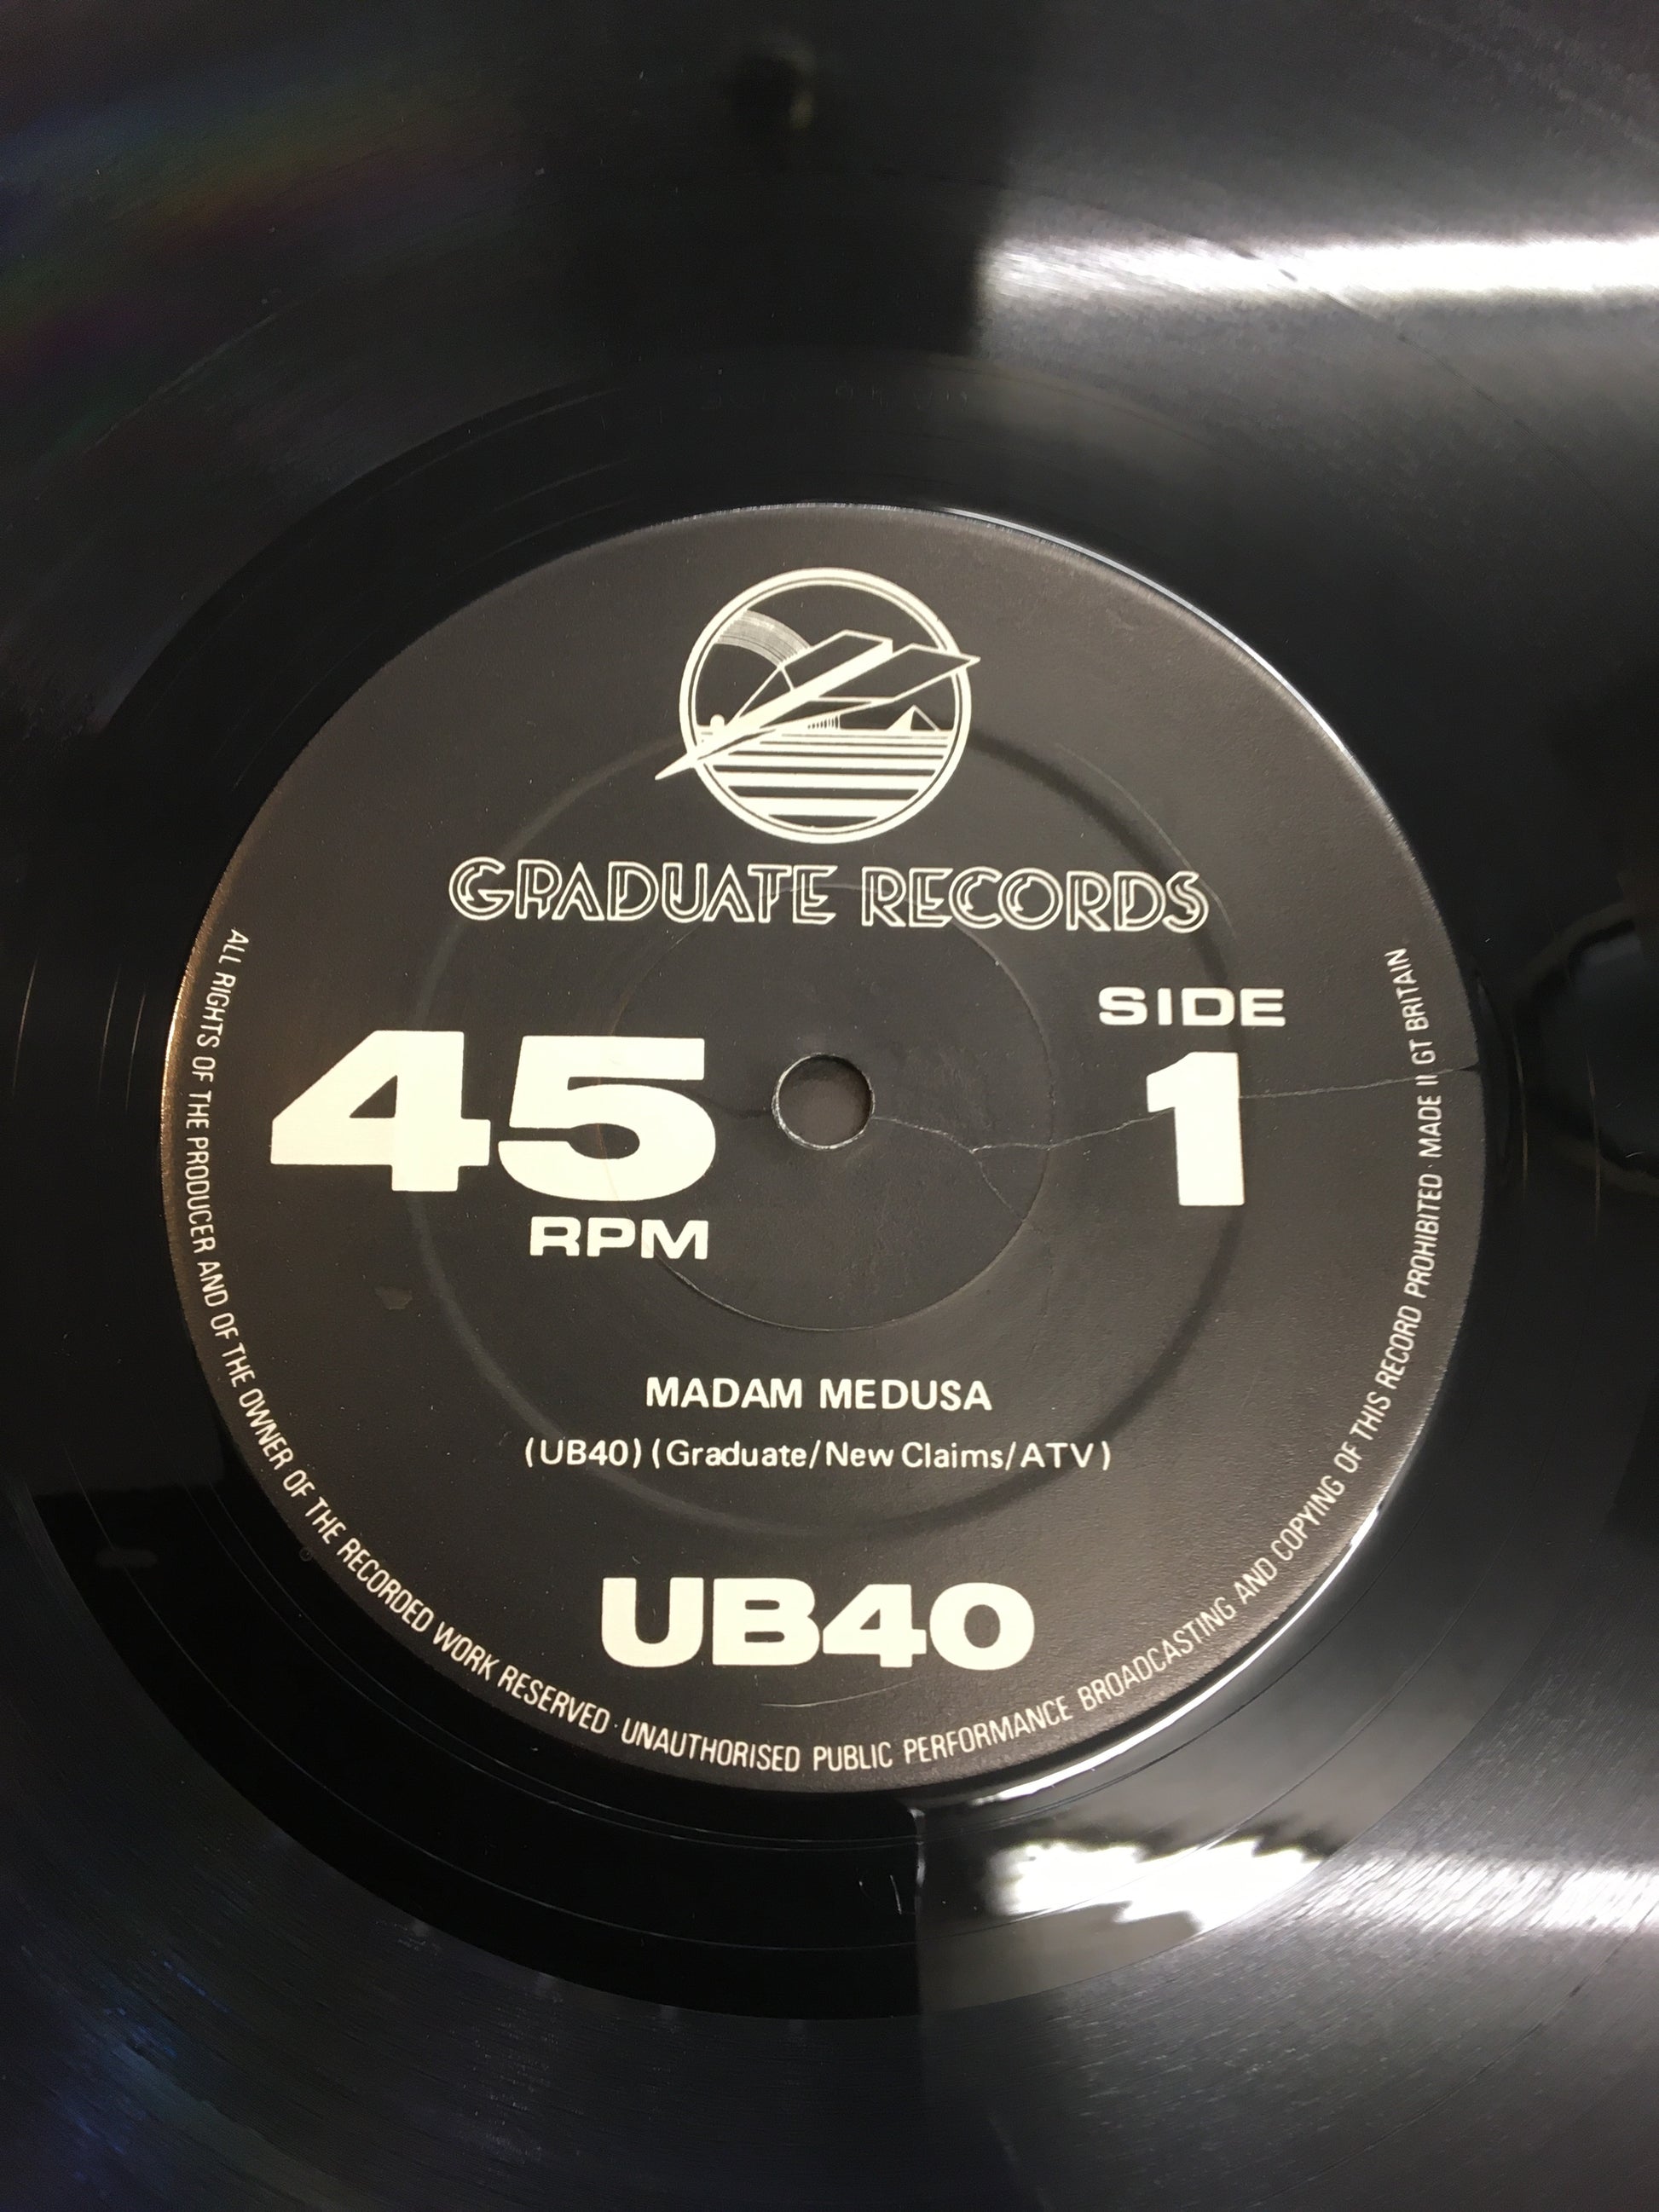 GRADUATE RECORDS
SIDE
1
45
RPM
MADAM MEDUSA
(UB40) (Graduate/New Claims/ATV)
UB40
ALL RIGHTS OF THE PRODUCER AND OF THE OWNER OF THE RECORDED WORK RESERVED · UNAUTHORISED PUBLIC PERFORMANCE BROADCASTING AND COPYING OF THIS RECORD PROHIBITED · MADE IN GT BRITAIN